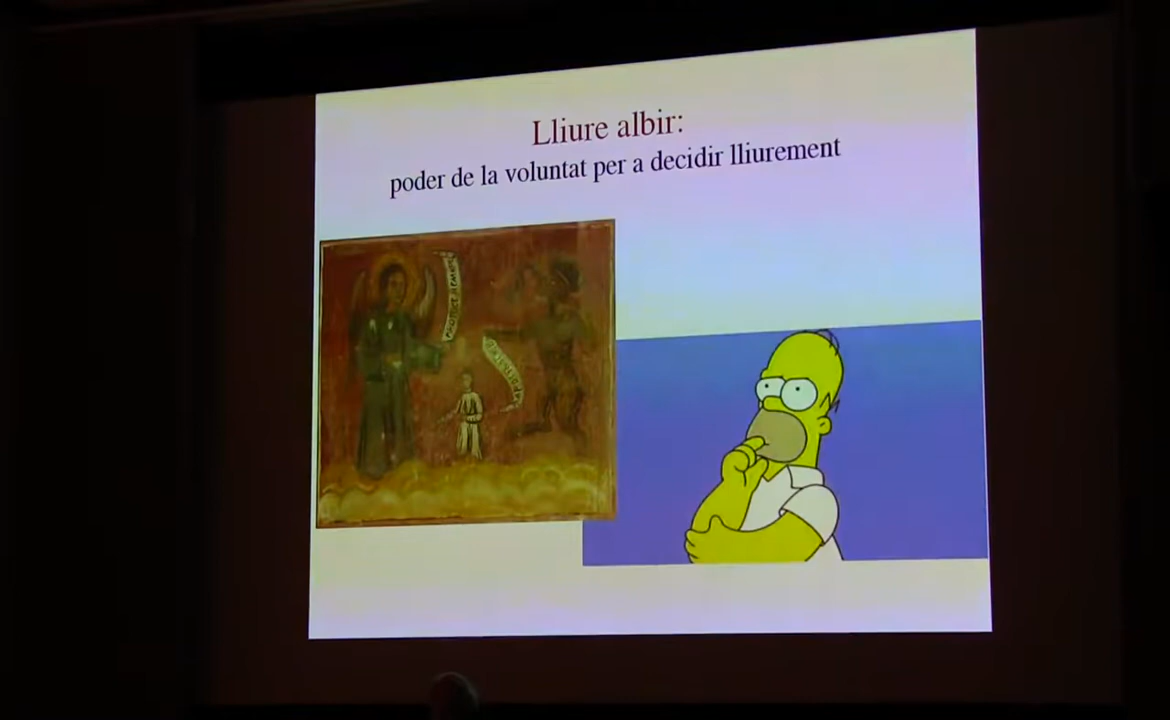 Lliure albir:
poder de la voluntat per a decidir lliurement